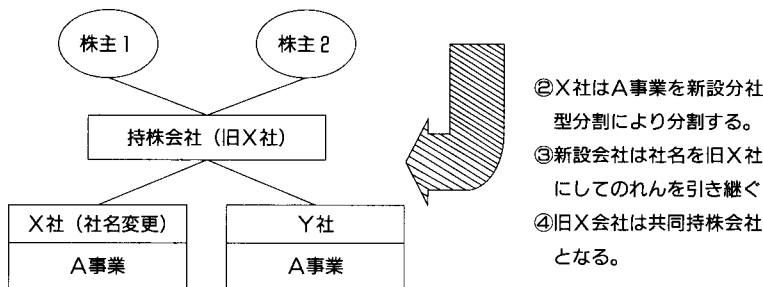 株主1
株主2
持株会社（旧X社）
X社（社名変更）
A事業
Y社
A事業
②X社はA事業を新設分社
型分割により分割する。
③新設会社は社名を旧X社
にしてのれんを引き継ぐ
④旧X会社は共同持株会社
となる。